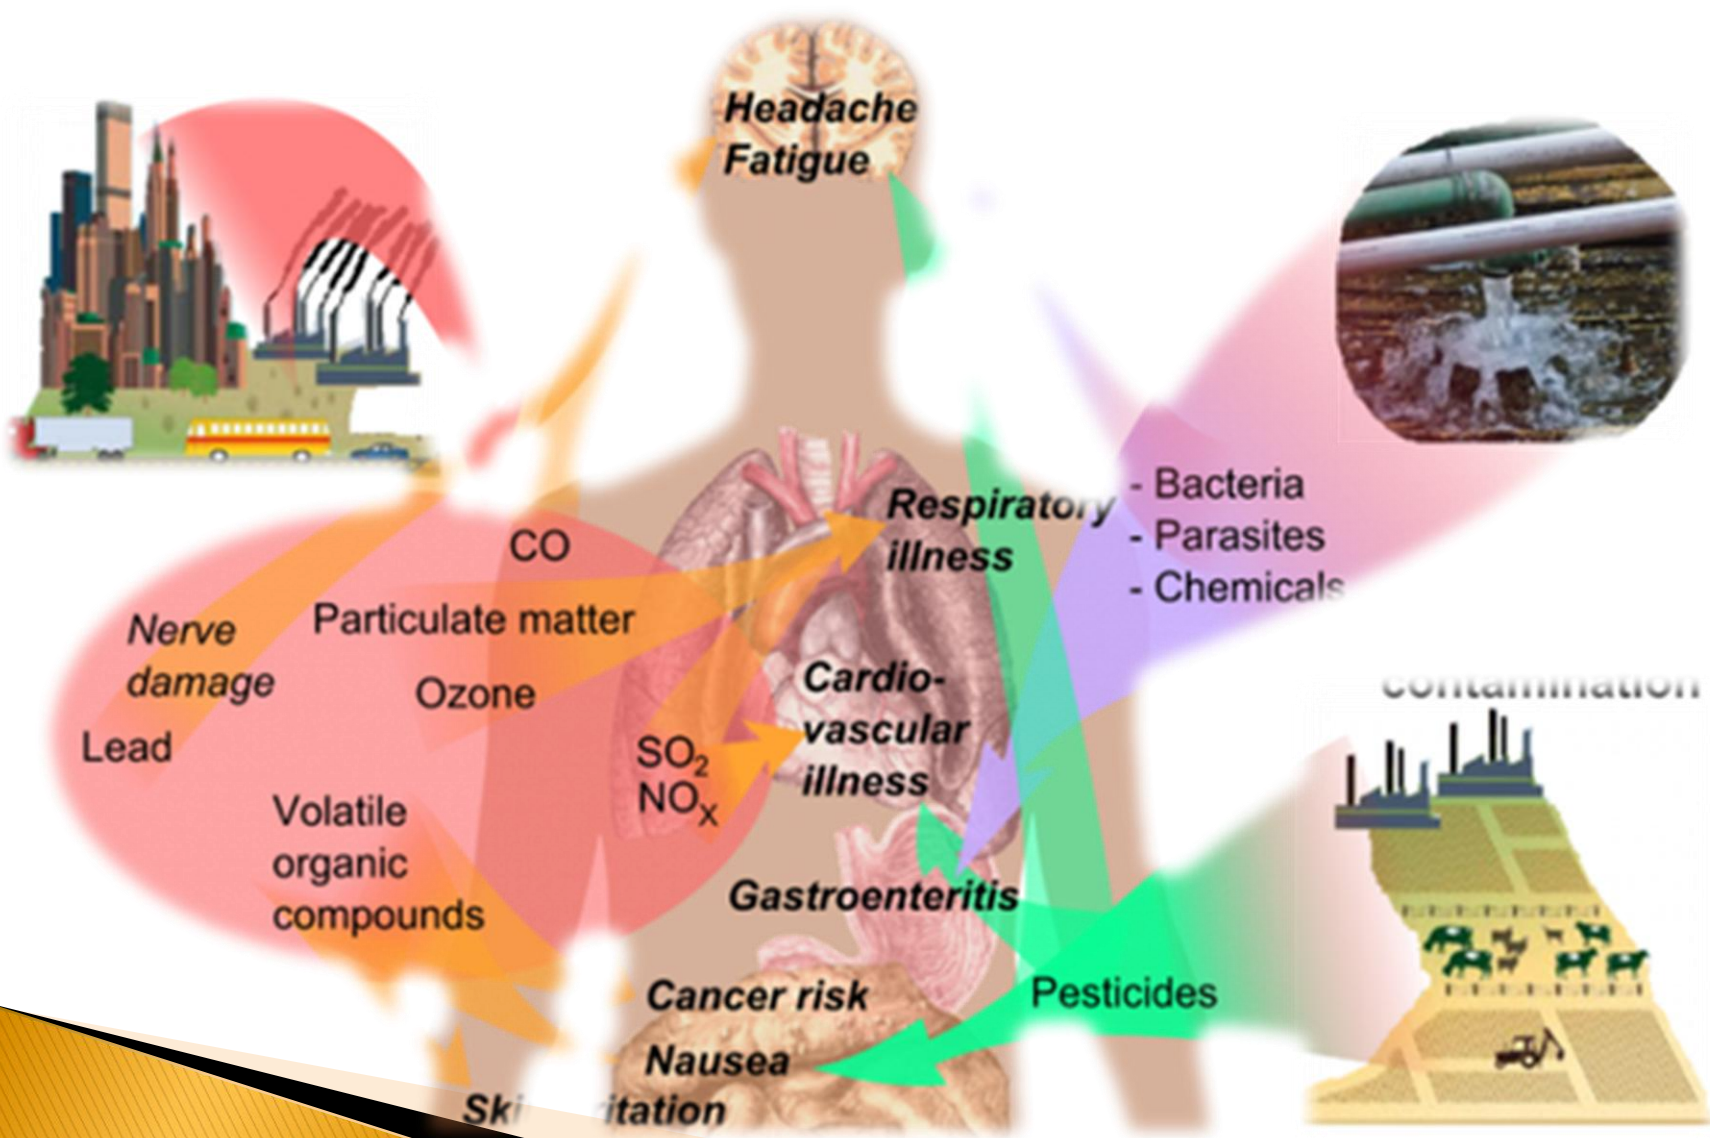 Headache
Fatigue
Respiratory
illness
- Bacteria
- Parasites
- Chemicals
CO
Particulate matter
Nerve
damage
Ozone
Lead
Cardio-
vascular
illness
SO₂
NOₓ
contamination
Volatile
organic
compounds
Gastroenteritis
Pesticides
Cancer risk
Nausea